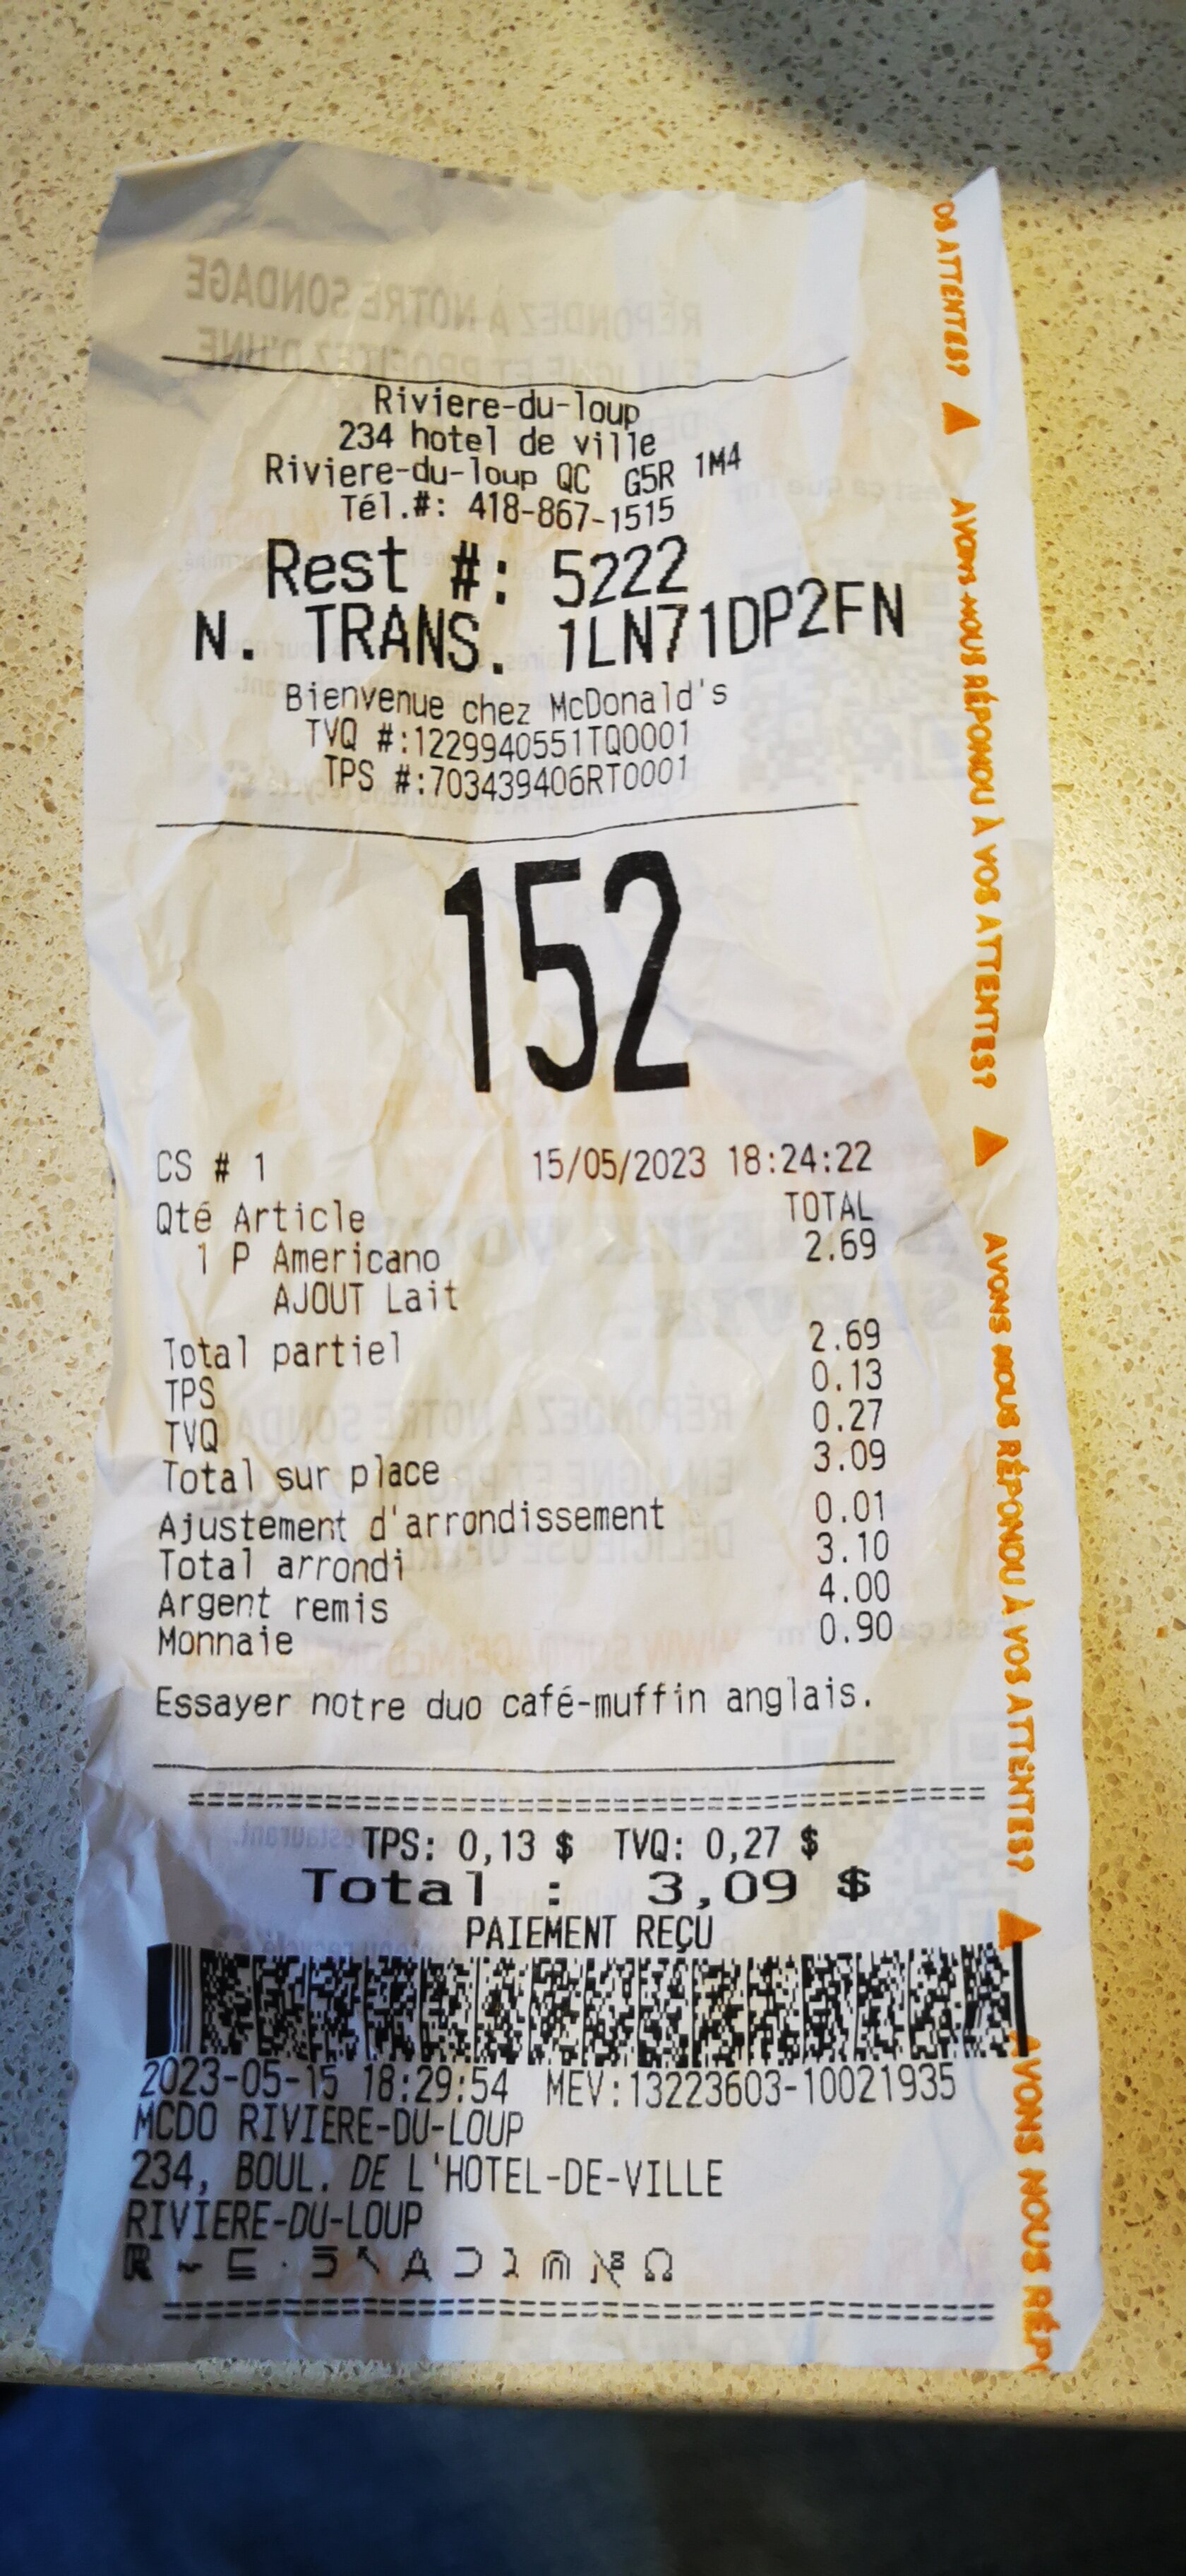 Riviere-du-loup
234 hotel de ville
Riviere-du-loup QC G5R 1M4
Tél.#: 418-867-1515
Rest #: 5222
N. TRANS. 1LN71DP2FN
Bienvenue chez McDonald's
TVQ #:1229940551TQ0001
TPS #:703439406RT0001
152
CS # 1 15/05/2023 18:24:22
Qté Article TOTAL
1 P Americano 2.69
AJOUT Lait
Total partiel 2.69
TPS 0.13
TVQ 0.27
Total sur place 3.09
Ajustement d'arrondissement 0.01
Total arrondi 3.10
Argent remis 4.00
Monnaie 0.90
Essayer notre duo café-muffin anglais.
TPS: 0,13 $ TVQ: 0,27 $
Total : 3,09 $
PAIEMENT REÇU
2023-05-15 18:29:54 MEV:13223603-10021935
MCDO RIVIERE-DU-LOUP
234, BOUL. DE L'HOTEL-DE-VILLE
RIVIERE-DU-LOUP
OS ATTENTES?
AVONS-NOUS RÉPONDU À VOS ATTENTES?
AVONS NOUS RÉPONDU À VOS ATTENTES?
AVONS NOUS RÉP